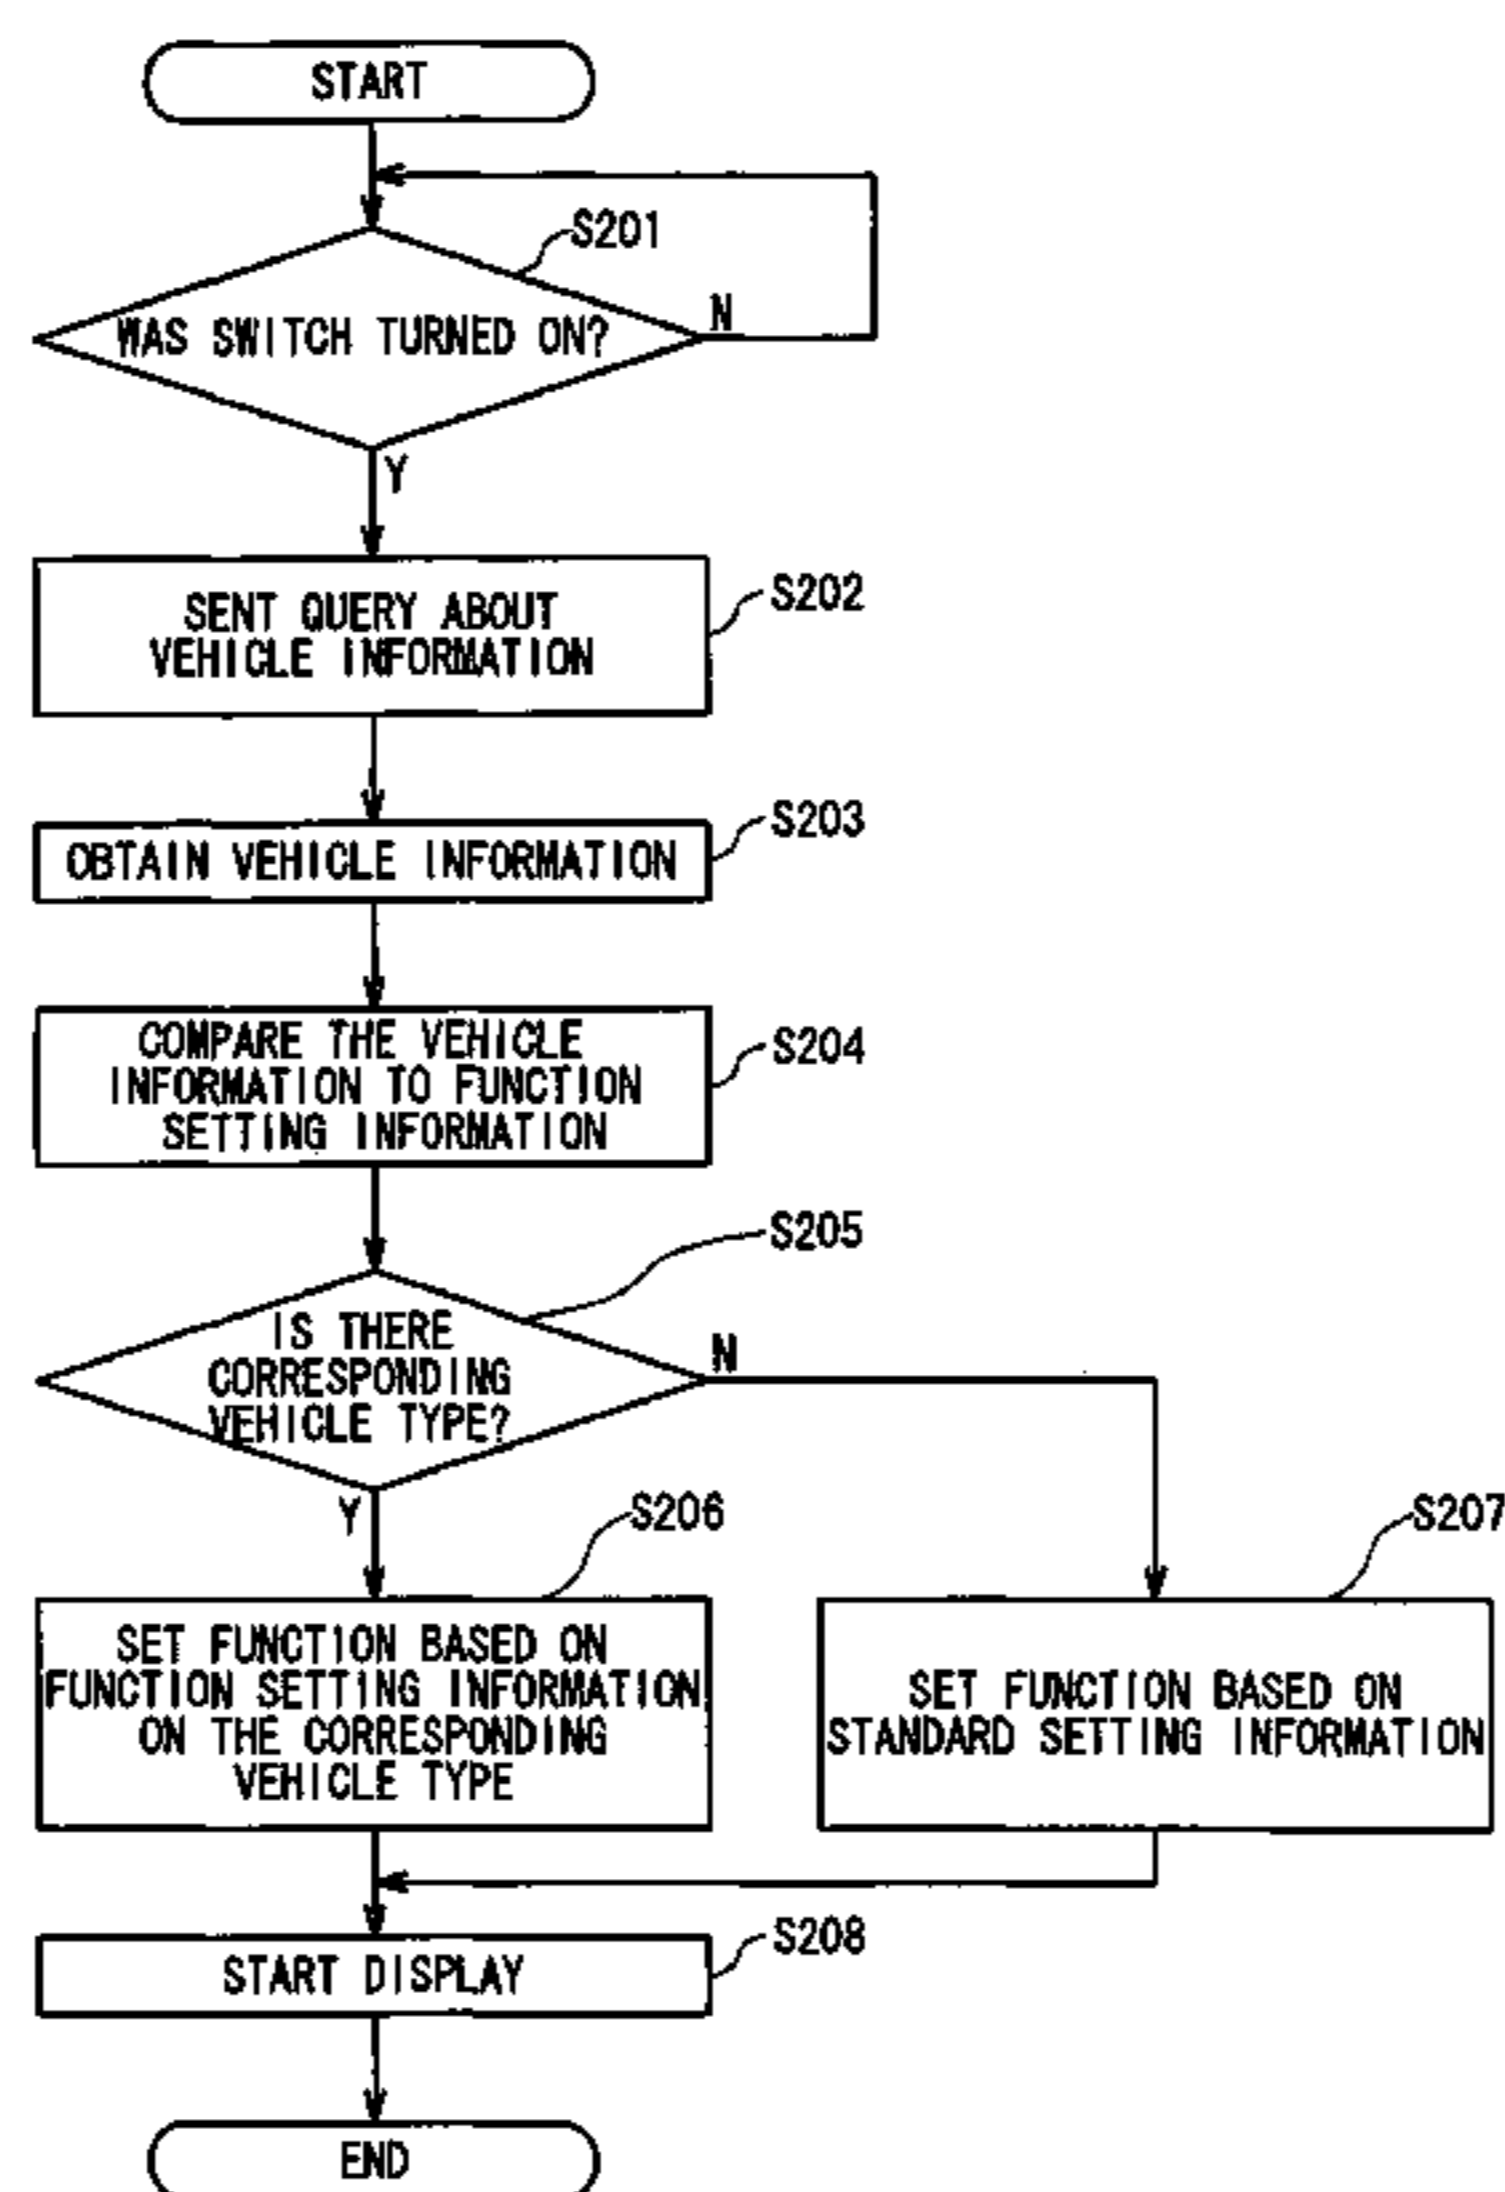 START
S201
WAS SWITCH TURNED ON?
N
Y
SENT QUERY ABOUT
VEHICLE INFORMATION
S202
OBTAIN VEHICLE INFORMATION
S203
COMPARE THE VEHICLE
INFORMATION TO FUNCTION
SETTING INFORMATION
S204
S205
IS THERE
CORRESPONDING
VEHICLE TYPE?
N
Y
S206
SET FUNCTION BASED ON
FUNCTION SETTING INFORMATION
ON THE CORRESPONDING
VEHICLE TYPE
S207
SET FUNCTION BASED ON
STANDARD SETTING INFORMATION
START DISPLAY
S208
END